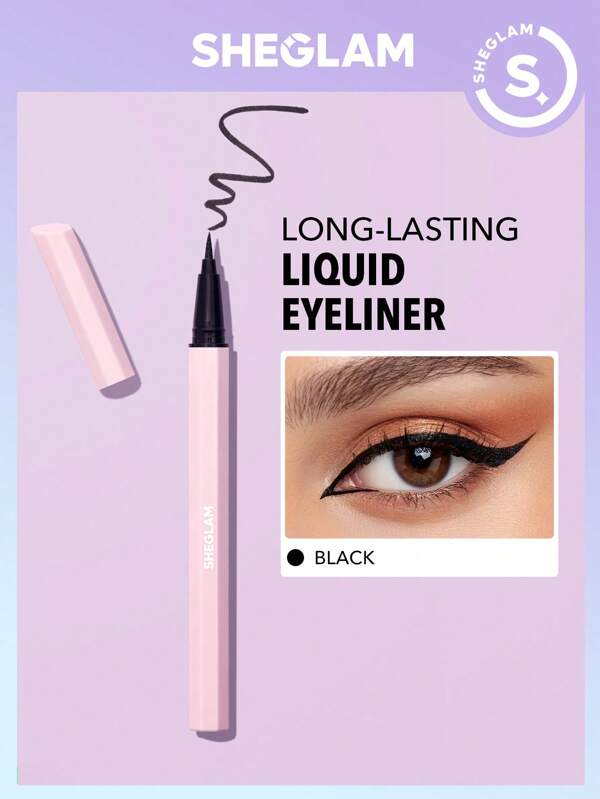 SHEGLAM
SHEGLAM
S
LONG-LASTING
LIQUID
EYELINER
SHEGLAM
BLACK